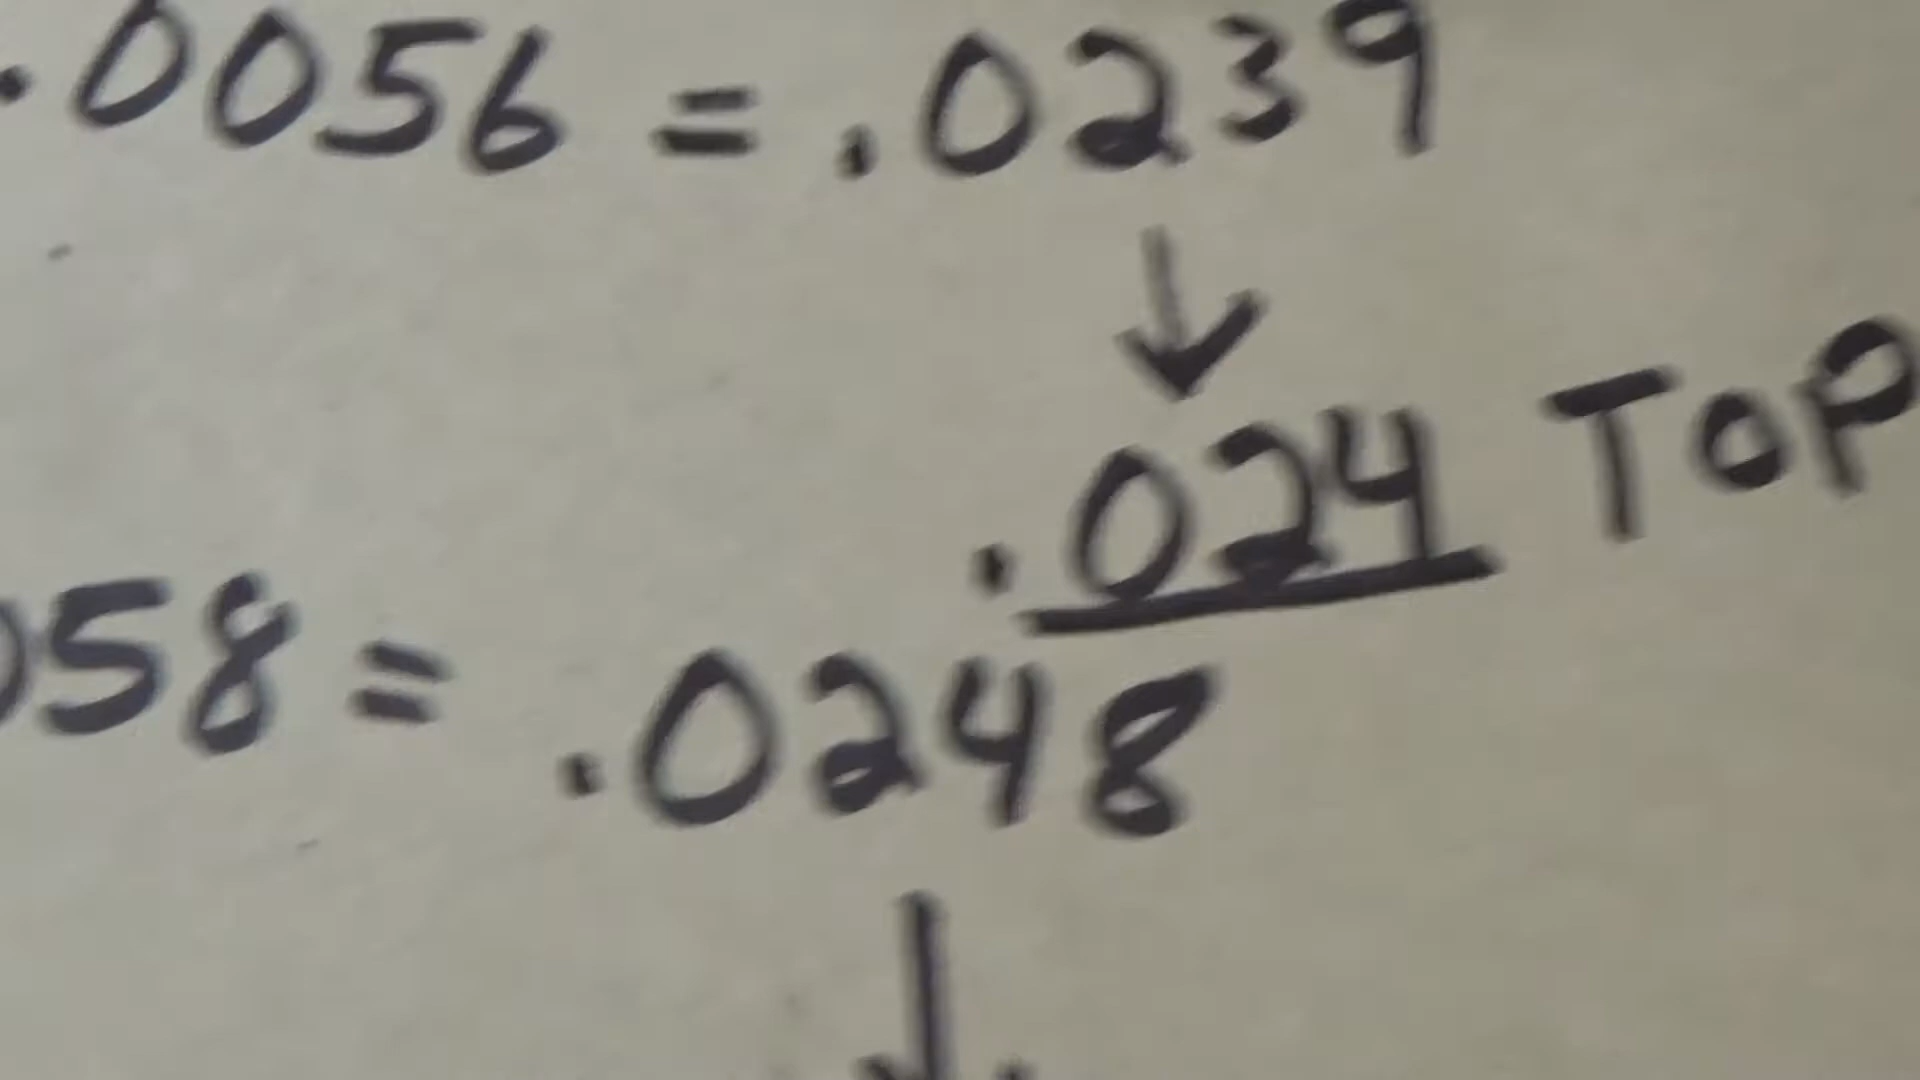 .0056 = .0239
↓
.024 TOP
058 = .0248
↓